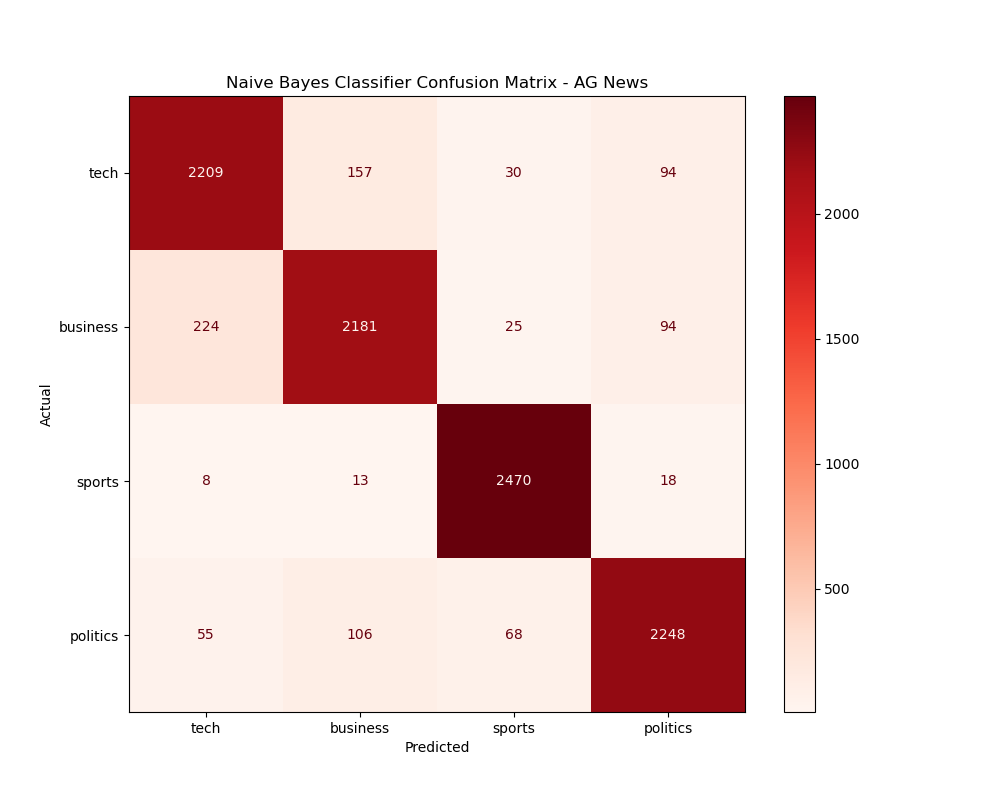 Naive Bayes Classifier Confusion Matrix - AG News
tech
2209 157 30 94
2000
business
224 2181 25 94
1500
Actual
sports
8 13 2470 18
1000
500
politics
55 106 68 2248
tech business sports politics
Predicted